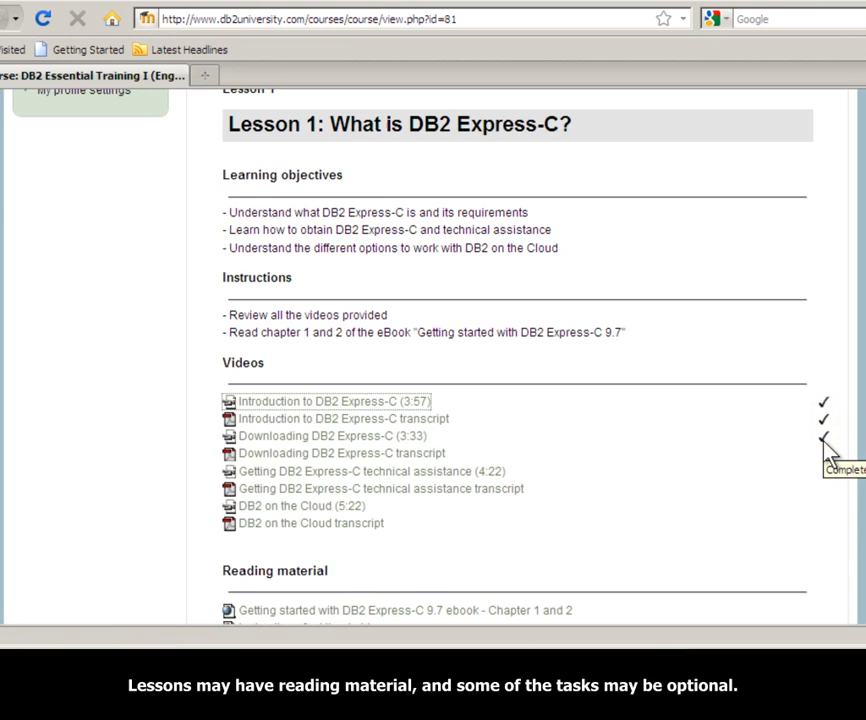 http://www.db2university.com/courses/course/view.php?id=81
Google
isited
Getting Started
Latest Headlines
rse: DB2 Essential Training I (Eng...
My profile settings
Lesson 1
Lesson 1: What is DB2 Express-C?
Learning objectives
- Understand what DB2 Express-C is and its requirements
- Learn how to obtain DB2 Express-C and technical assistance
- Understand the different options to work with DB2 on the Cloud
Instructions
- Review all the videos provided
- Read chapter 1 and 2 of the eBook "Getting started with DB2 Express-C 9.7"
Videos
Introduction to DB2 Express-C (3:57)
Introduction to DB2 Express-C transcript
Downloading DB2 Express-C (3:33)
Downloading DB2 Express-C transcript
Complete
Getting DB2 Express-C technical assistance (4:22)
Getting DB2 Express-C technical assistance transcript
DB2 on the Cloud (5:22)
DB2 on the Cloud transcript
Reading material
Getting started with DB2 Express-C 9.7 ebook - Chapter 1 and 2
Lessons may have reading material, and some of the tasks may be optional.